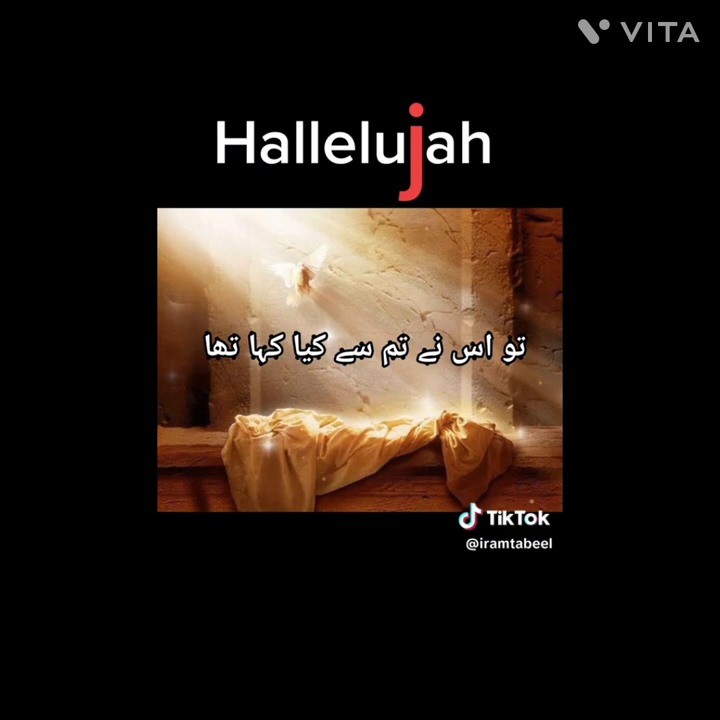 VITA
Hallelujah
تو اس نے تم سے کیا کہا تھا
TikTok
@iramtabeel